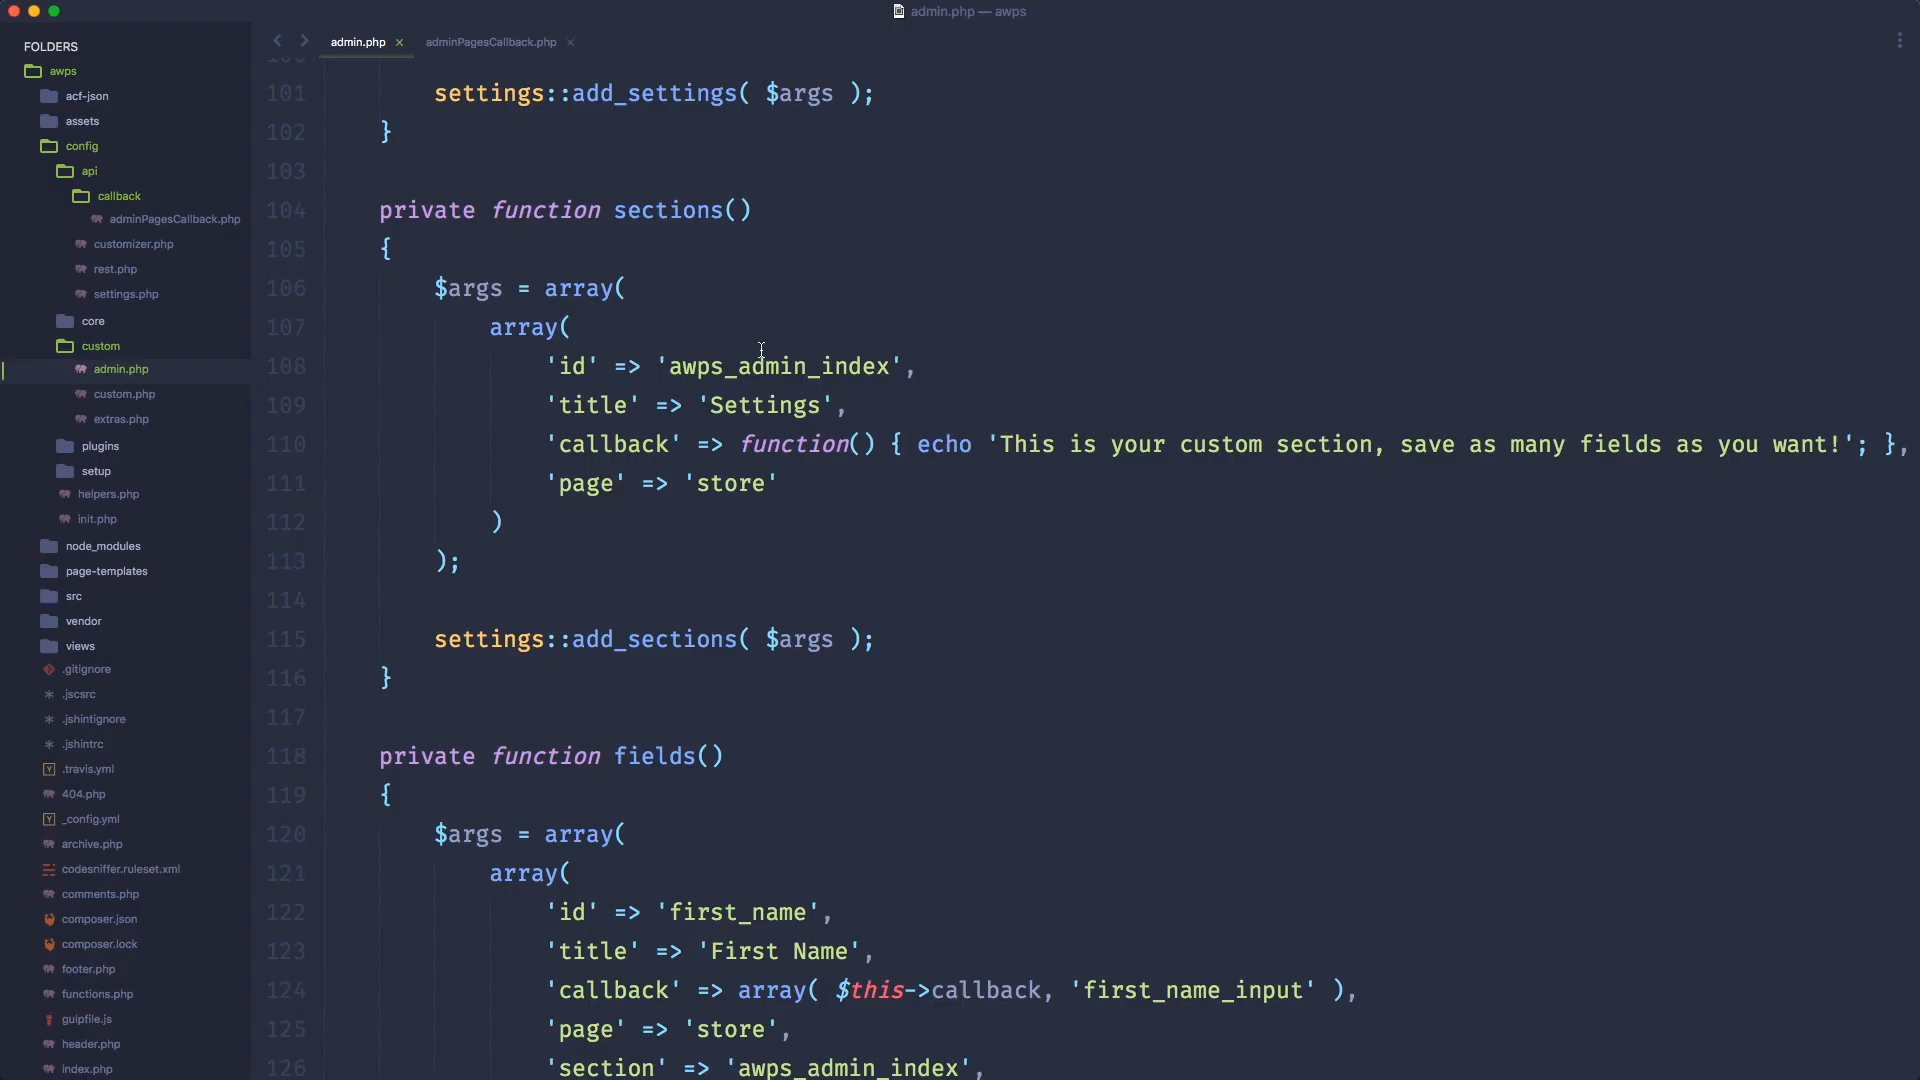 admin.php — awps
FOLDERS
awps
acf-json
assets
config
api
callback
adminPagesCallback.php
customizer.php
rest.php
settings.php
core
custom
admin.php
custom.php
extras.php
plugins
setup
helpers.php
init.php
node_modules
page-templates
src
vendor
views
.gitignore
.jscsrc
.jshintignore
.jshintrc
.travis.yml
404.php
_config.yml
archive.php
codesniffer.ruleset.xml
comments.php
composer.json
composer.lock
footer.php
functions.php
gulpfile.js
header.php
index.php
admin.php × adminPagesCallback.php ×
101 settings::add_settings( $args );
102 }
103
104 private function sections()
105 {
106 $args = array(
107 array(
108 'id' => 'awps_admin_index',
109 'title' => 'Settings',
110 'callback' => function() { echo 'This is your custom section, save as many fields as you want!'; },
111 'page' => 'store'
112 )
113 );
114
115 settings::add_sections( $args );
116 }
117
118 private function fields()
119 {
120 $args = array(
121 array(
122 'id' => 'first_name',
123 'title' => 'First Name',
124 'callback' => array( $this->callback, 'first_name_input' ),
125 'page' => 'store',
126 'section' => 'awps_admin_index',